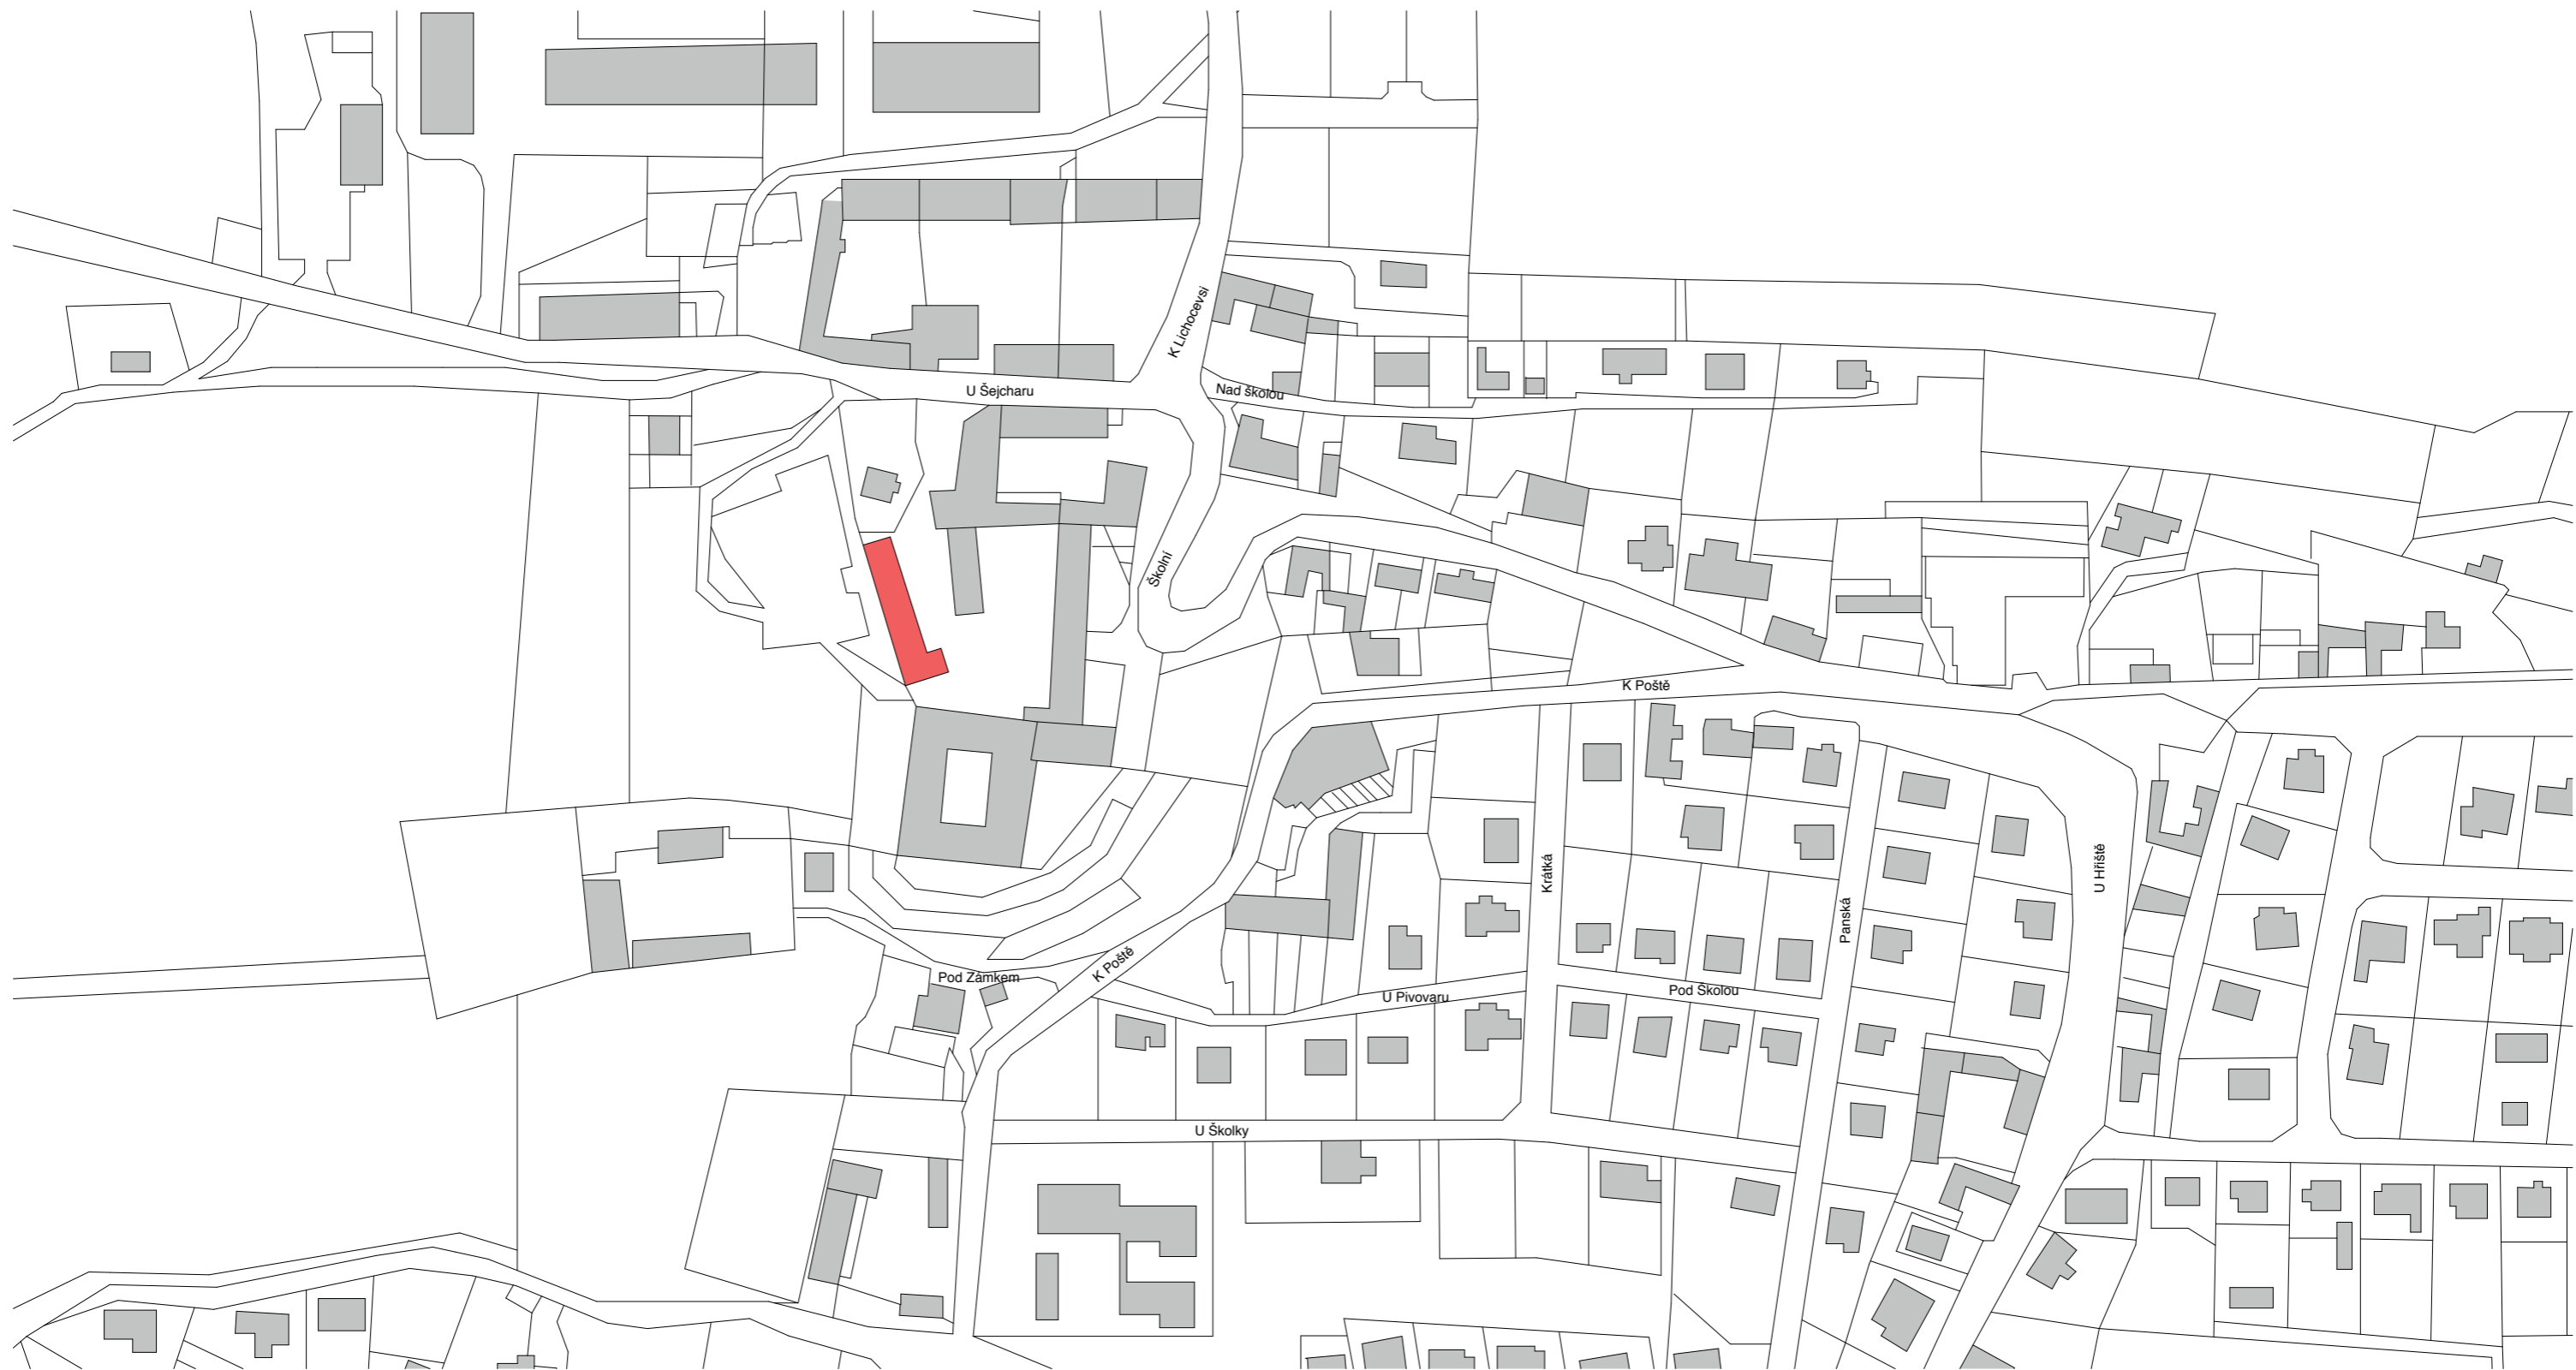 K Lichocevsi
U Šejcharu
Nad školou
Školní
K Poště
Krátká
U Hřiště
Panská
K Poště
Pod Zámkem
Pod Školou
U Pivovaru
U Školky